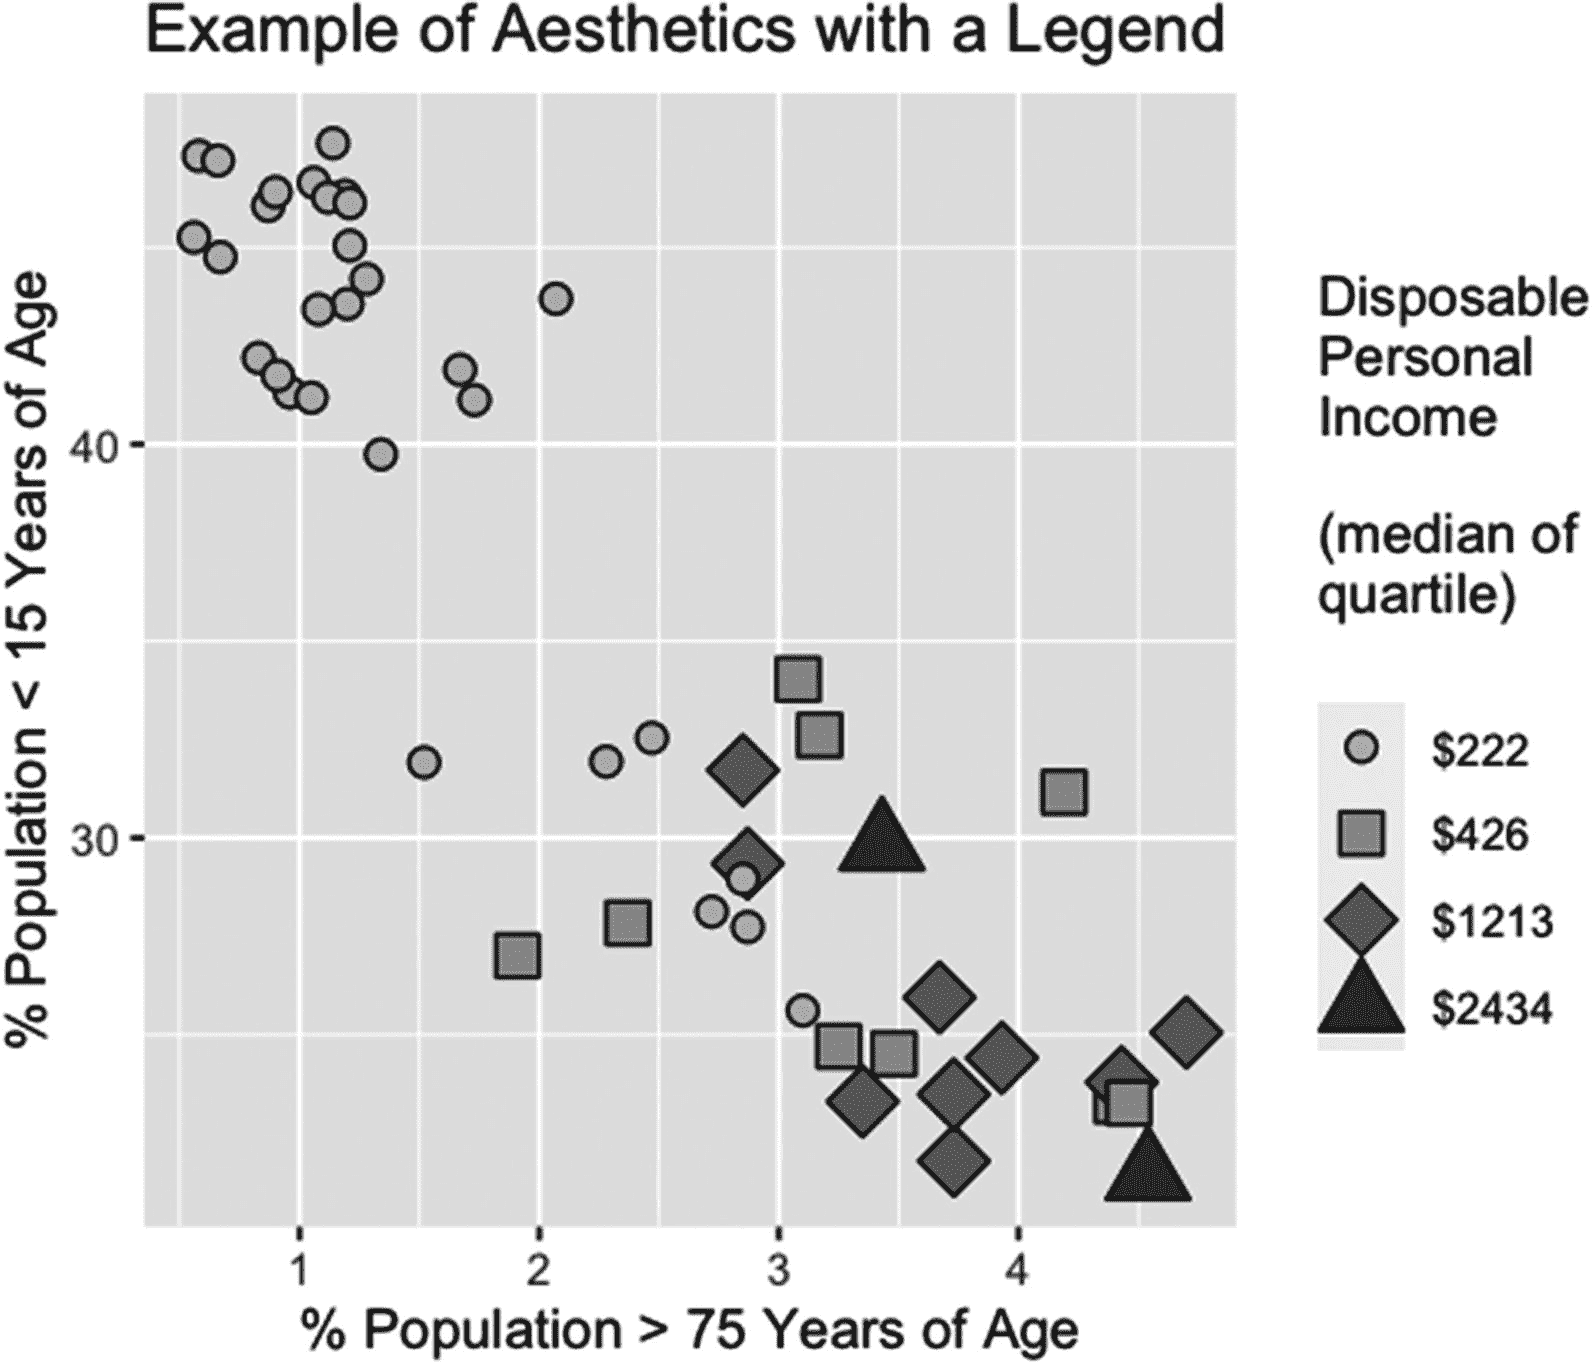 Example of Aesthetics with a Legend
% Population < 15 Years of Age
40
30
1 2 3 4
% Population > 75 Years of Age
Disposable
Personal
Income
(median of
quartile)
$222
$426
$1213
$2434